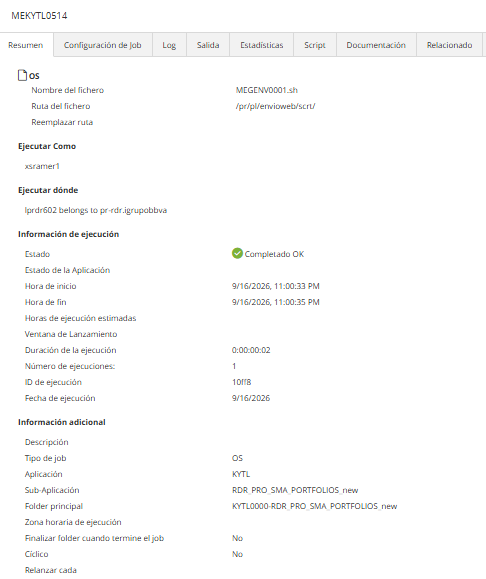 MEKYTL0514
Resumen Configuración de Job Log Salida Estadísticas Script Documentación Relacionado
OS
Nombre del fichero MEGENV0001.sh
Ruta del fichero /pr/pl/envioweb/scrt/
Reemplazar ruta
Ejecutar Como
xsramer1
Ejecutar dónde
lprdr602 belongs to pr-rdr.igrupobbva
Información de ejecución
Estado Completado OK
Estado de la Aplicación
Hora de inicio 9/16/2026, 11:00:33 PM
Hora de fin 9/16/2026, 11:00:35 PM
Horas de ejecución estimadas
Ventana de Lanzamiento
Duración de la ejecución 0:00:00:02
Número de ejecuciones: 1
ID de ejecución 10ff8
Fecha de ejecución 9/16/2026
Información adicional
Descripción
Tipo de job OS
Aplicación KYTL
Sub-Aplicación RDR_PRO_SMA_PORTFOLIOS_new
Folder principal KYTL0000-RDR_PRO_SMA_PORTFOLIOS_new
Zona horaria de ejecución
Finalizar folder cuando termine el job No
Cíclico No
Relanzar cada